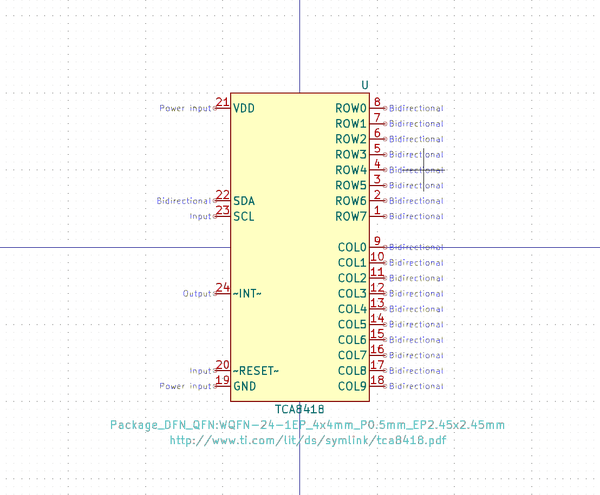 U
Power input 21 VDD ROW0 8 Bidirectional
ROW1 7 Bidirectional
ROW2 6 Bidirectional
ROW3 5 Bidirectional
ROW4 4 Bidirectional
ROW5 3 Bidirectional
Bidirectional 22 SDA ROW6 2 Bidirectional
Input 23 SCL ROW7 1 Bidirectional
COL0 9 Bidirectional
COL1 10 Bidirectional
COL2 11 Bidirectional
Output 24 ~INT~ COL3 12 Bidirectional
COL4 13 Bidirectional
COL5 14 Bidirectional
COL6 15 Bidirectional
COL7 16 Bidirectional
Input 20 ~RESET~ COL8 17 Bidirectional
Power input 19 GND COL9 18 Bidirectional
TCA8418
Package_DFN_QFN:WQFN-24-1EP_4x4mm_P0.5mm_EP2.45x2.45mm
http://www.ti.com/lit/ds/symlink/tca8418.pdf